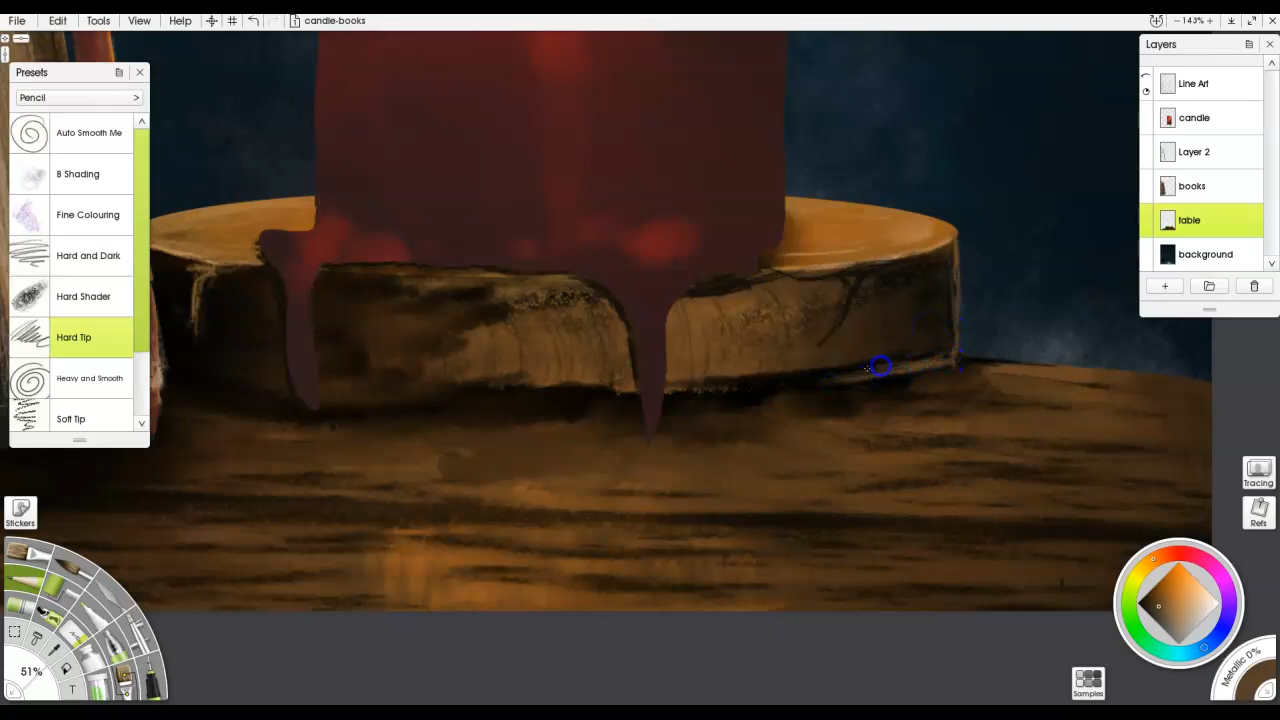 File Edit Tools View Help candle-books - 143% +
Presets
Pencil >
Auto Smooth Me
B Shading
Fine Colouring
Hard and Dark
Hard Shader
Hard Tip
Heavy and Smooth
Soft Tip
Layers
Line Art
candle
Layer 2
books
table
background
Tracing
Refs
Stickers
51%
T
Samples
Metallic 0%